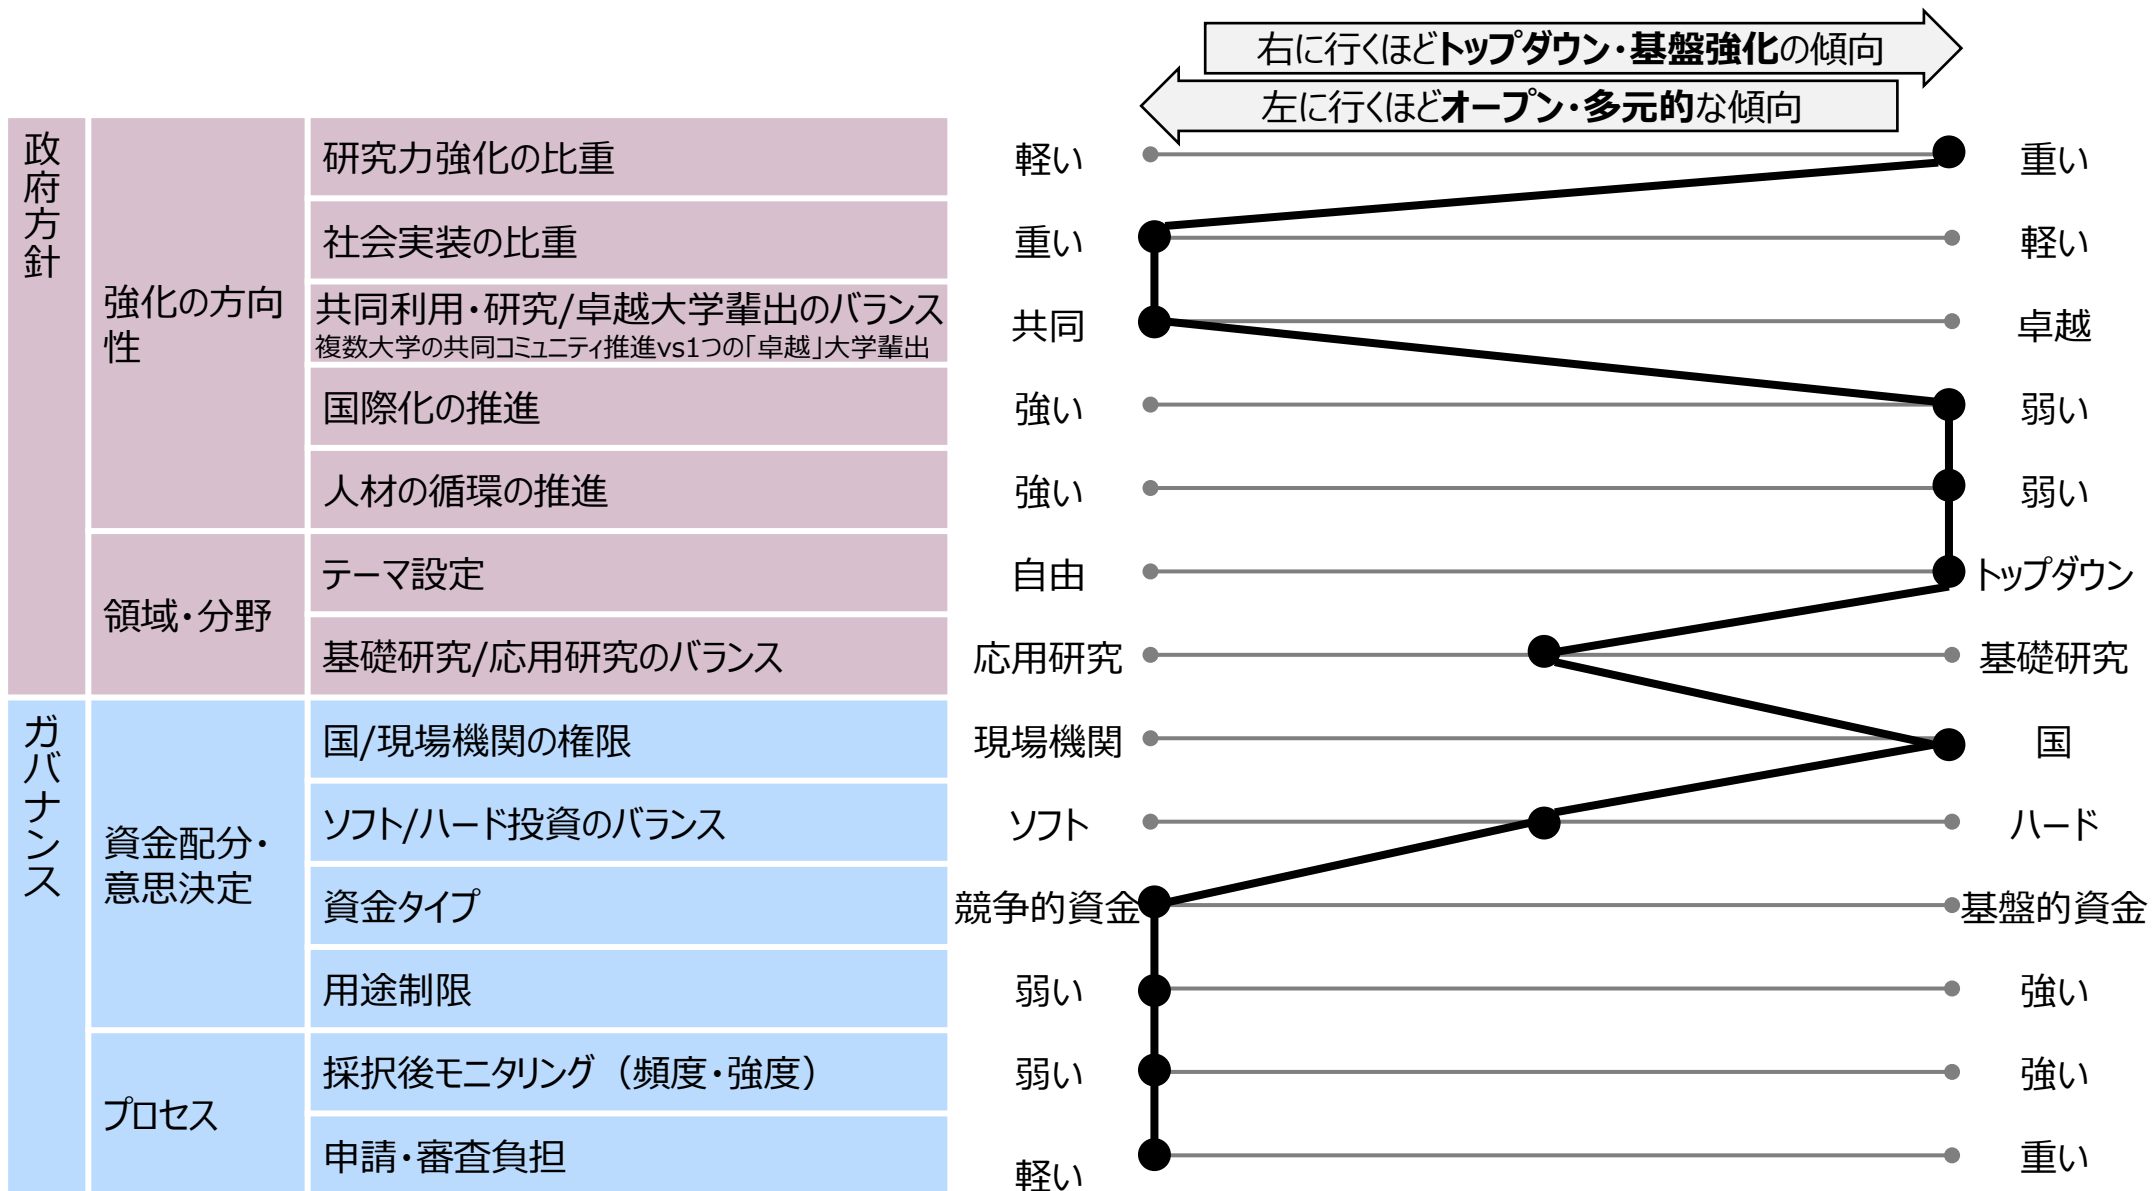 右に行くほどトップダウン・基盤強化の傾向
左に行くほどオープン・多元的な傾向
政府方針
強化の方向
性
研究力強化の比重
軽い
重い
社会実装の比重
重い
軽い
共同利用・研究/卓越大学輩出のバランス
複数大学の共同コミュニティ推進vs1つの「卓越」大学輩出
共同
卓越
国際化の推進
強い
弱い
人材の循環の推進
強い
弱い
領域・分野
テーマ設定
自由
トップダウン
基礎研究/応用研究のバランス
応用研究
基礎研究
ガバナンス
資金配分・
意思決定
国/現場機関の権限
現場機関
国
ソフト/ハード投資のバランス
ソフト
ハード
資金タイプ
競争的資金
基盤的資金
用途制限
弱い
強い
プロセス
採択後モニタリング（頻度・強度）
弱い
強い
申請・審査負担
軽い
重い